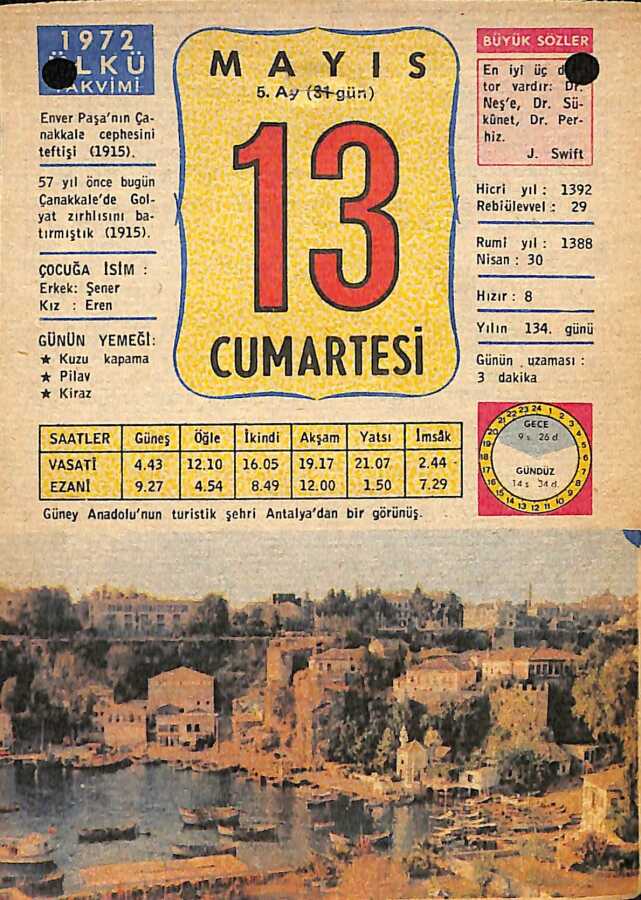 1972
ÜLKÜ
TAKVİMİ
Enver Paşa'nın Ça-
nakkale cephesini
teftişi (1915).
57 yıl önce bugün
Çanakkale'de Gol-
yat zırhlısını ba-
tırmıştık (1915).
ÇOCUĞA İSİM :
Erkek: Şener
Kız : Eren
GÜNÜN YEMEĞİ:
★ Kuzu kapama
★ Pilav
★ Kiraz
MAYIS
5. Ay (31 gün)
13
CUMARTESİ
BÜYÜK SÖZLER
En iyi üç
tor vardır: Dr.
Neş'e, Dr. Sü-
kûnet, Dr. Per-
hiz.
J. Swift
Hicri yıl : 1392
Rebiülevvel : 29
Rumi yıl : 1388
Nisan : 30
Hızır : 8
Yılın 134. günü
Günün uzaması :
3 dakika
SAATLER Güneş Öğle İkindi Akşam Yatsı İmsâk
VASATİ 4.43 12.10 16.05 19.17 21.07 2.44
EZANİ 9.27 4.54 8.49 12.00 1.50 7.29
GECE
9 s. 26 d.
GÜNDÜZ
14 s. 34 d.
Güney Anadolu'nun turistik şehri Antalya'dan bir görünüş.